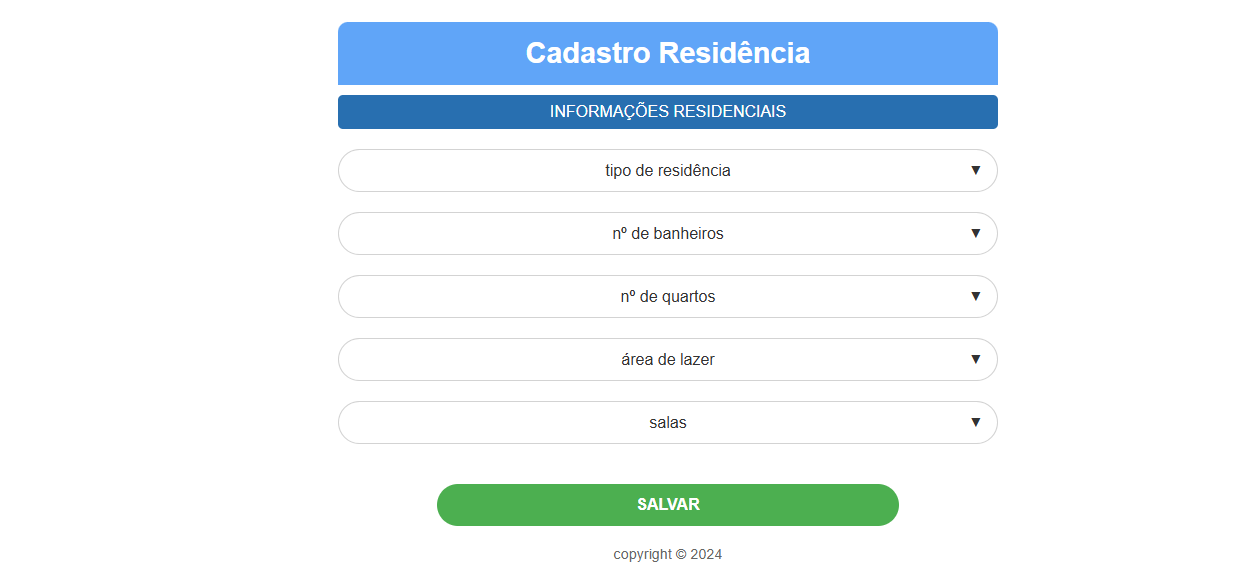 Cadastro Residência
INFORMAÇÕES RESIDENCIAIS
tipo de residência
nº de banheiros
nº de quartos
área de lazer
salas
SALVAR
copyright © 2024